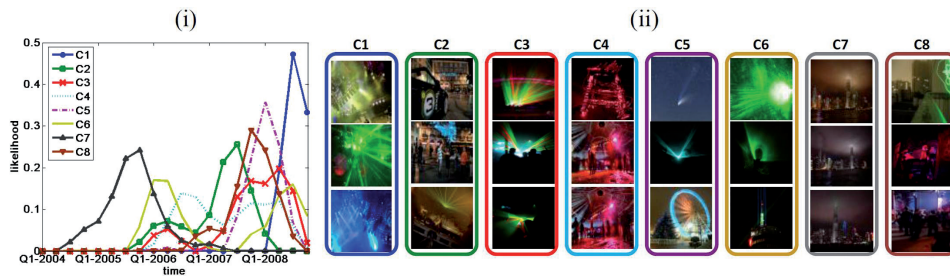 (i)
(ii)
0.5
0.4
0.3
0.2
0.1
0
likelihood
C1
C2
C3
C4
C5
C6
C7
C8
Q1-2004 Q1-2005 Q1-2006 Q1-2007 Q1-2008
time
C1 C2 C3 C4 C5 C6 C7 C8
3